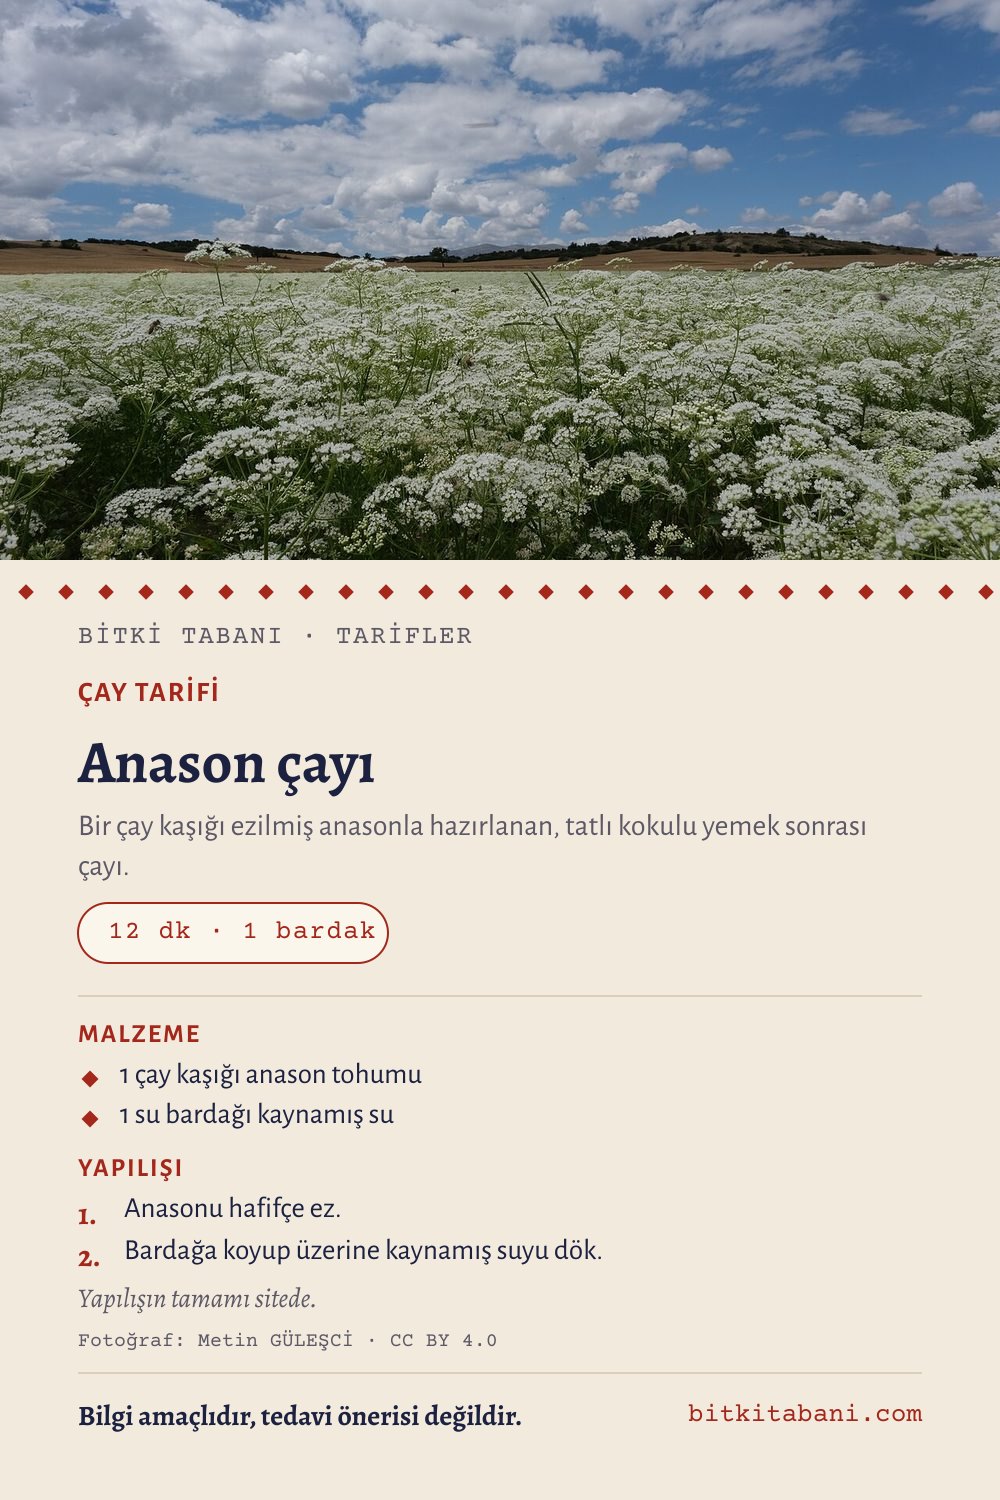 BİTKİ TABANI · TARİFLER
ÇAY TARİFİ
Anason çayı
Bir çay kaşığı ezilmiş anasonla hazırlanan, tatlı kokulu yemek sonrası
çayı.
12 dk · 1 bardak
MALZEME
1 çay kaşığı anason tohumu
1 su bardağı kaynamış su
YAPILIŞI
1. Anasonu hafifçe ez.
2. Bardağa koyup üzerine kaynamış suyu dök.
Yapılışın tamamı sitede.
Fotoğraf: Metin GÜLEŞCİ · CC BY 4.0
Bilgi amaçlıdır, tedavi önerisi değildir. bitkitabani.com